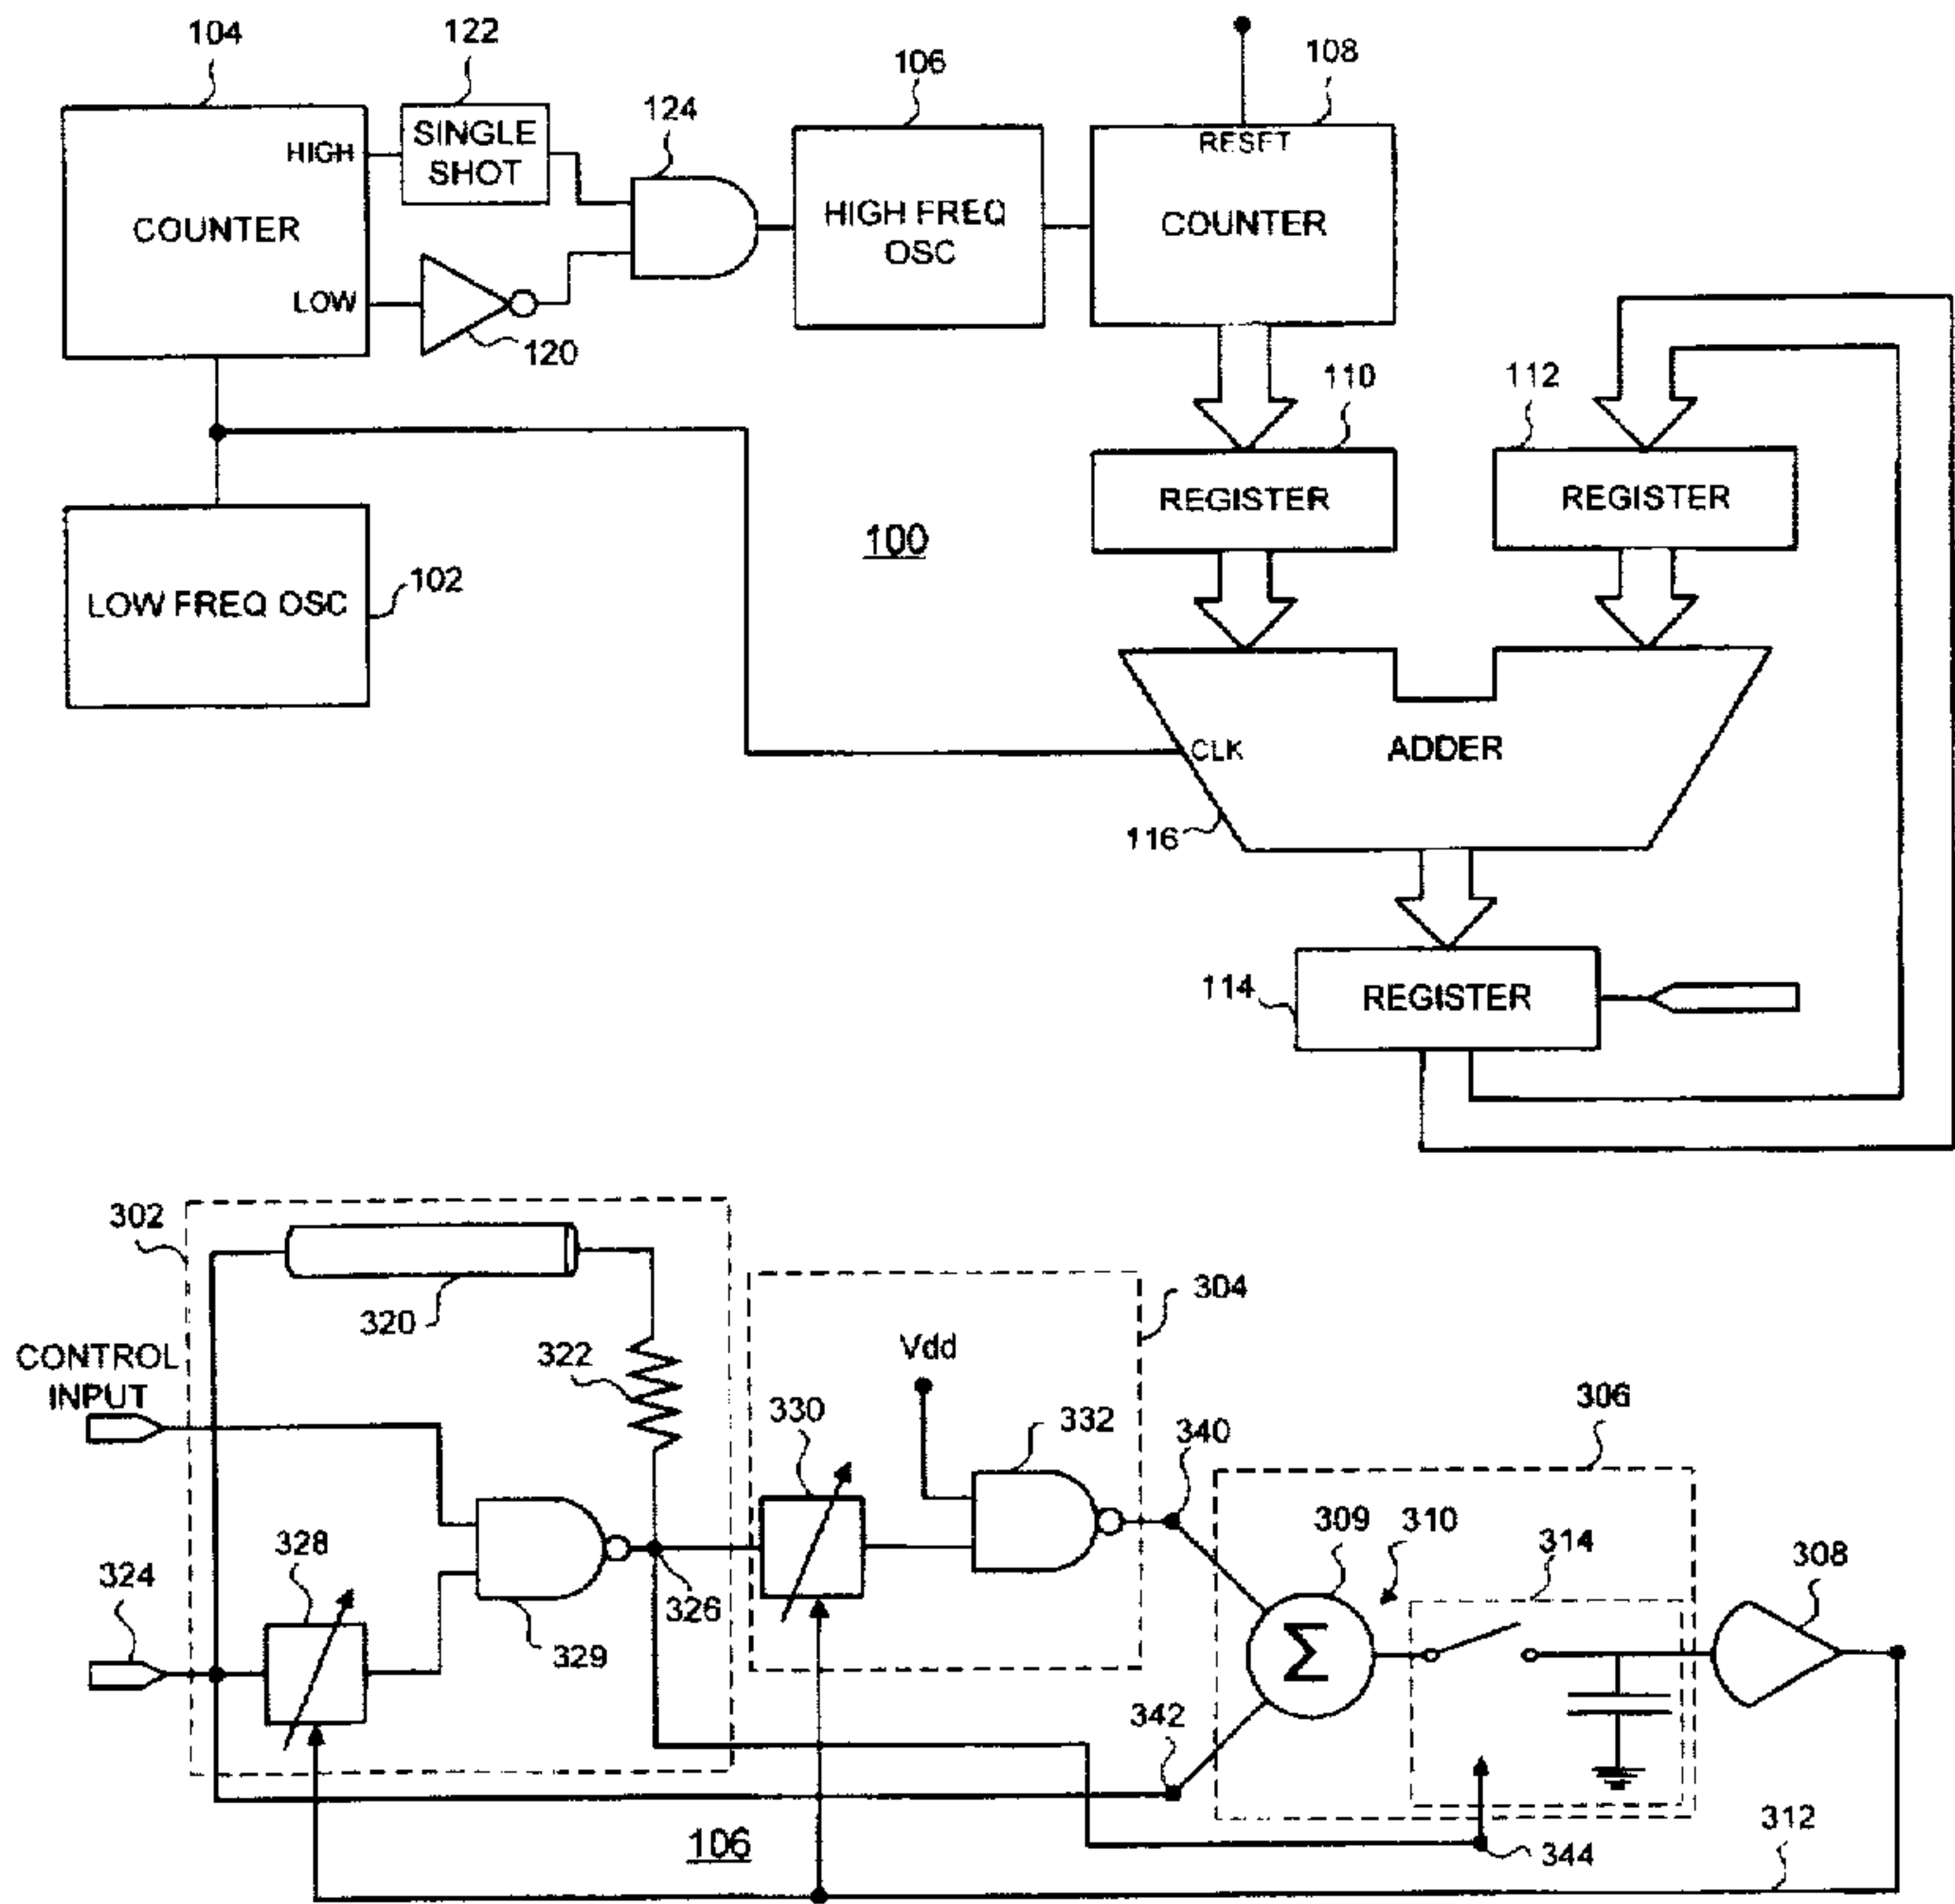 104
122
106
108
124
HIGH
SINGLE
SHOT
RESET
COUNTER
HIGH FREQ
OSC
COUNTER
LOW
120
110
112
REGISTER
REGISTER
100
102
LOW FREQ OSC
CLK
ADDER
116
114
REGISTER
302
320
304
CONTROL
INPUT
322
Vdd
330
332
340
306
324
328
326
329
309
310
314
308
Σ
342
106
344
312